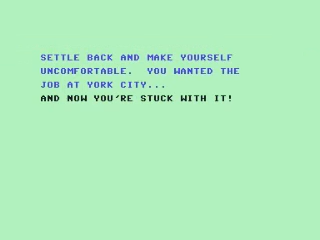 SETTLE BACK AND MAKE YOURSELF
UNCOMFORTABLE.  YOU WANTED THE
JOB AT YORK CITY...
AND NOW YOU'RE STUCK WITH IT!